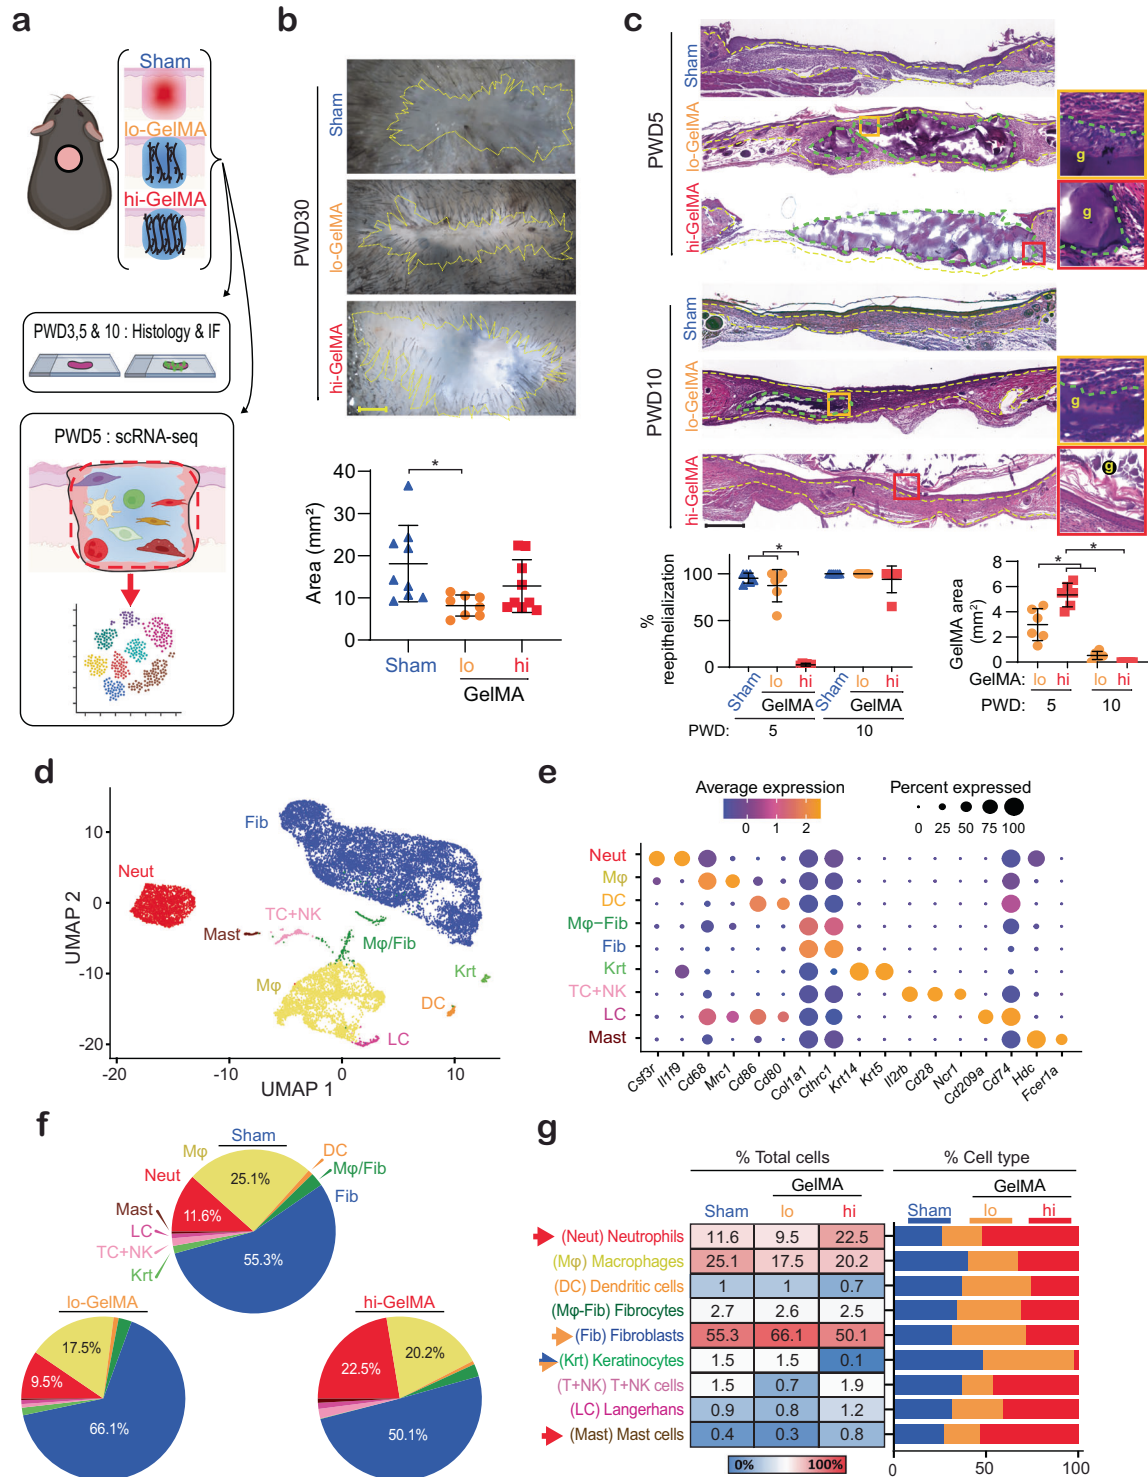 a
Sham
lo-GelMA
hi-GelMA
PWD3,5 & 10 : Histology & IF
PWD5 : scRNA-seq
b
PWD30
Sham
lo-GelMA
hi-GelMA
Area (mm²)
40
30
20
10
0
*
Sham
lo
hi
GelMA
c
PWD5
Sham
lo-GelMA
hi-GelMA
g
g
PWD10
Sham
lo-GelMA
hi-GelMA
g
g
%
reepithelialization
100
50
0
*
Sham
lo
hi
Sham
lo
hi
GelMA
GelMA
PWD:
5
10
GelMA area
(mm²)
8
6
4
2
0
*
*
GelMA:
lo
hi
lo
hi
PWD:
5
10
d
UMAP 2
10
0
-10
-20
Fib
Neut
TC+NK
Mast
Mφ/Fib
Mφ
Krt
DC
LC
-20
-10
0
10
UMAP 1
e
Average expression
0 1 2
Percent expressed
0 25 50 75 100
Neut
Mφ
DC
Mφ−Fib
Fib
Krt
TC+NK
LC
Mast
Csf3r
Il1f9
Cd68
Mrc1
Cd86
Cd80
Col1a1
Cthrc1
Krt14
Krt5
Il2rb
Cd28
Ncr1
Cd209a
Cd74
Hdc
Fcer1a
f
Sham
Mφ
DC
Mφ/Fib
Neut
Fib
Mast
LC
TC+NK
Krt
25.1%
11.6%
55.3%
lo-GelMA
17.5%
9.5%
66.1%
hi-GelMA
22.5%
20.2%
50.1%
g
% Total cells
% Cell type
GelMA
GelMA
Sham lo hi
Sham lo hi
(Neut) Neutrophils 11.6 9.5 22.5
(Mφ) Macrophages 25.1 17.5 20.2
(DC) Dendritic cells 1 1 0.7
(Mφ-Fib) Fibrocytes 2.7 2.6 2.5
(Fib) Fibroblasts 55.3 66.1 50.1
(Krt) Keratinocytes 1.5 1.5 0.1
(T+NK) T+NK cells 1.5 0.7 1.9
(LC) Langerhans 0.9 0.8 1.2
(Mast) Mast cells 0.4 0.3 0.8
0% 100%
0 50 100